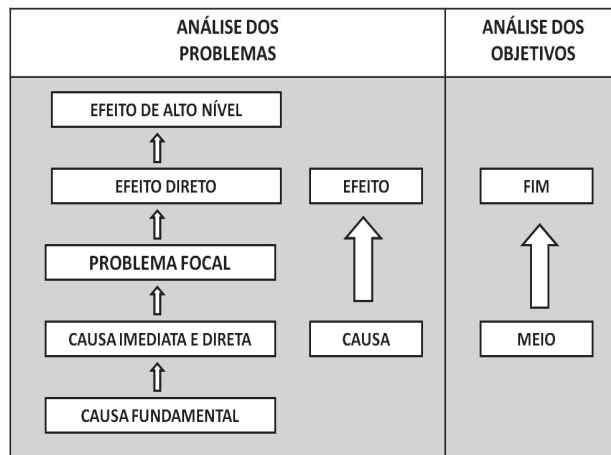 ANÁLISE DOS
PROBLEMAS
ANÁLISE DOS
OBJETIVOS
EFEITO DE ALTO NÍVEL
EFEITO DIRETO
EFEITO
FIM
PROBLEMA FOCAL
CAUSA IMEDIATA E DIRETA
CAUSA
MEIO
CAUSA FUNDAMENTAL